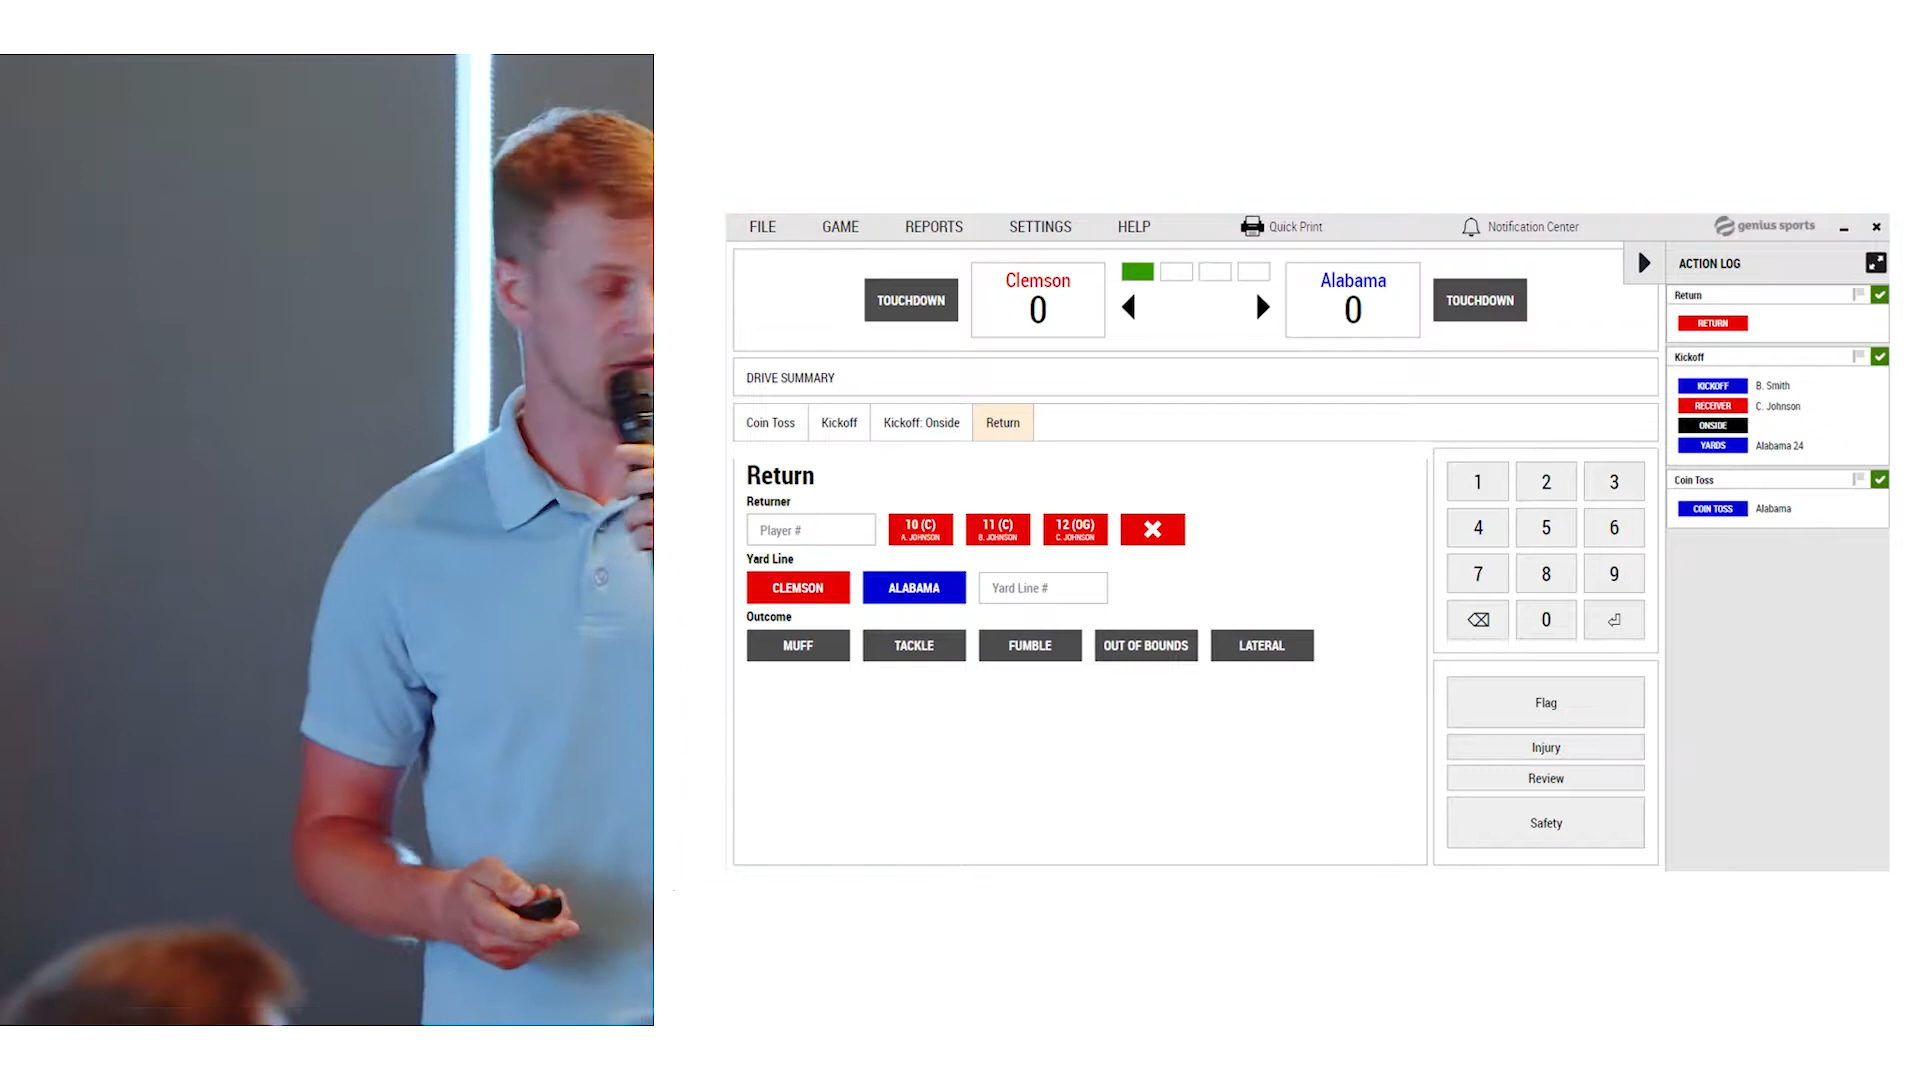 FILE GAME REPORTS SETTINGS HELP Quick Print Notification Center genius sports
TOUCHDOWN
Clemson
0
Alabama
0
TOUCHDOWN
DRIVE SUMMARY
Coin Toss Kickoff Kickoff: Onside Return
Return
Returner
Player #
10 (C)
A. JOHNSON
11 (C)
B. JOHNSON
12 (OG)
C. JOHNSON
Yard Line
CLEMSON ALABAMA Yard Line #
Outcome
MUFF TACKLE FUMBLE OUT OF BOUNDS LATERAL
1 2 3
4 5 6
7 8 9
0
Flag
Injury
Review
Safety
ACTION LOG
Return
RETURN
Kickoff
KICKOFF B. Smith
RECEIVER C. Johnson
ONSIDE
YARDS Alabama 24
Coin Toss
COIN TOSS Alabama